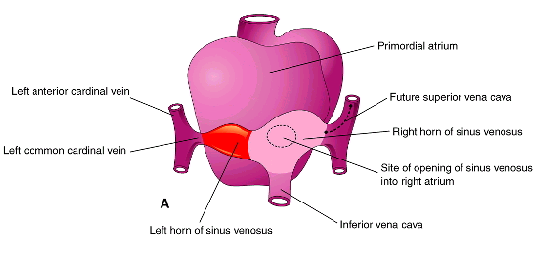 Primordial atrium
Left anterior cardinal vein
Future superior vena cava
Right horn of sinus venosus
Left common cardinal vein
Site of opening of sinus venosus
into right atrium
A
Left horn of sinus venosus
Inferior vena cava